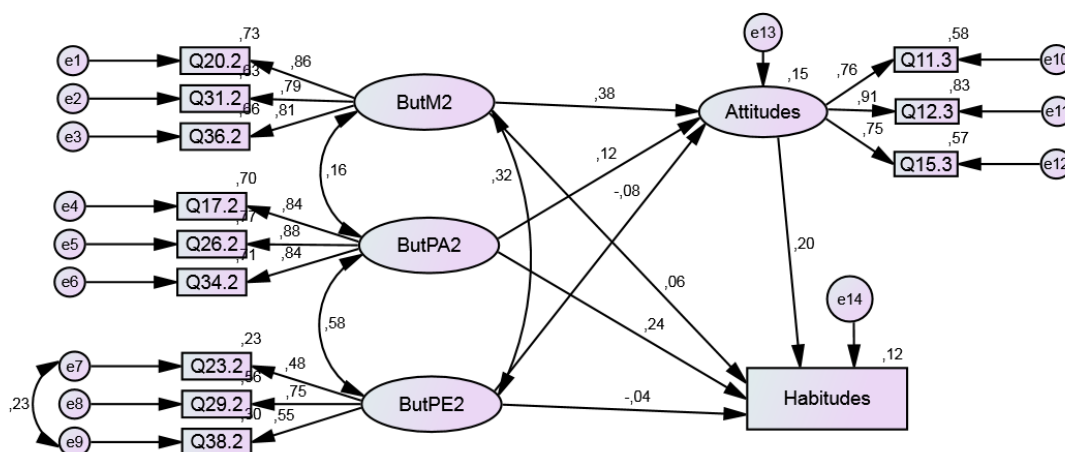 e13
,73
,58
e1
Q20.2
,86
,15
,76
Q11.3
e10
,63
e2
Q31.2
,79
ButM2
,38
,83
,66
,81
Attitudes
,91
Q12.3
e11
e3
Q36.2
,75
,57
,12
Q15.3
e12
,16
,32
-,08
,70
e4
Q17.2
,84
,77
e5
Q26.2
,88
ButPA2
,20
,71
e6
Q34.2
,84
,06
e14
,24
,58
,23
,12
e7
Q23.2
,48
,56
,23
e8
Q29.2
,75
ButPE2
-,04
Habitudes
,30
e9
Q38.2
,55